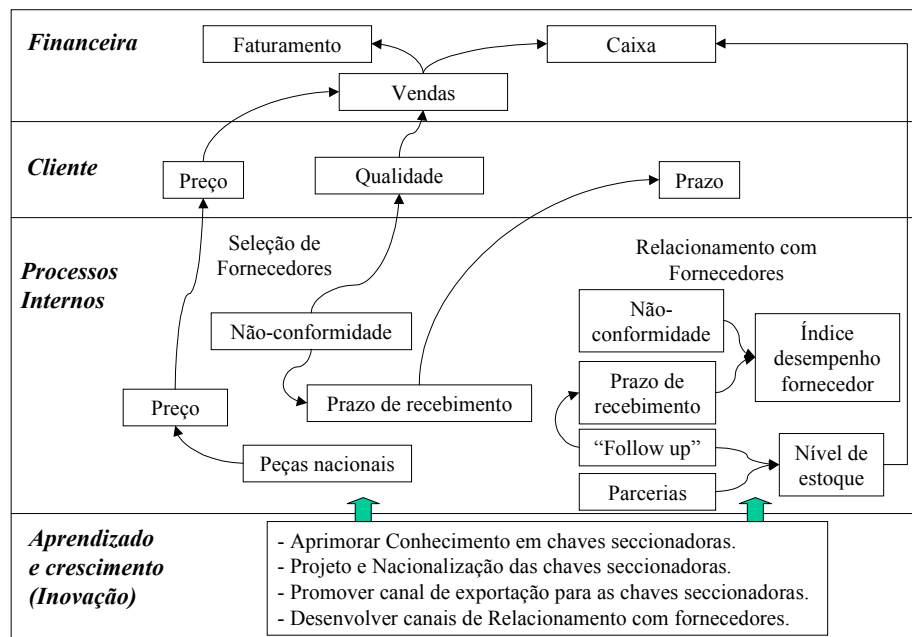 Financeira
Faturamento
Caixa
Vendas
Cliente
Preço
Qualidade
Prazo
Processos
Internos
Seleção de
Fornecedores
Relacionamento com
Fornecedores
Não-conformidade
Não-
conformidade
Índice
desempenho
fornecedor
Preço
Prazo de recebimento
Prazo de
recebimento
Peças nacionais
“Follow up”
Parcerias
Nível de
estoque
Aprendizado
e crescimento
(Inovação)
- Aprimorar Conhecimento em chaves seccionadoras.
- Projeto e Nacionalização das chaves seccionadoras.
- Promover canal de exportação para as chaves seccionadoras.
- Desenvolver canais de Relacionamento com fornecedores.